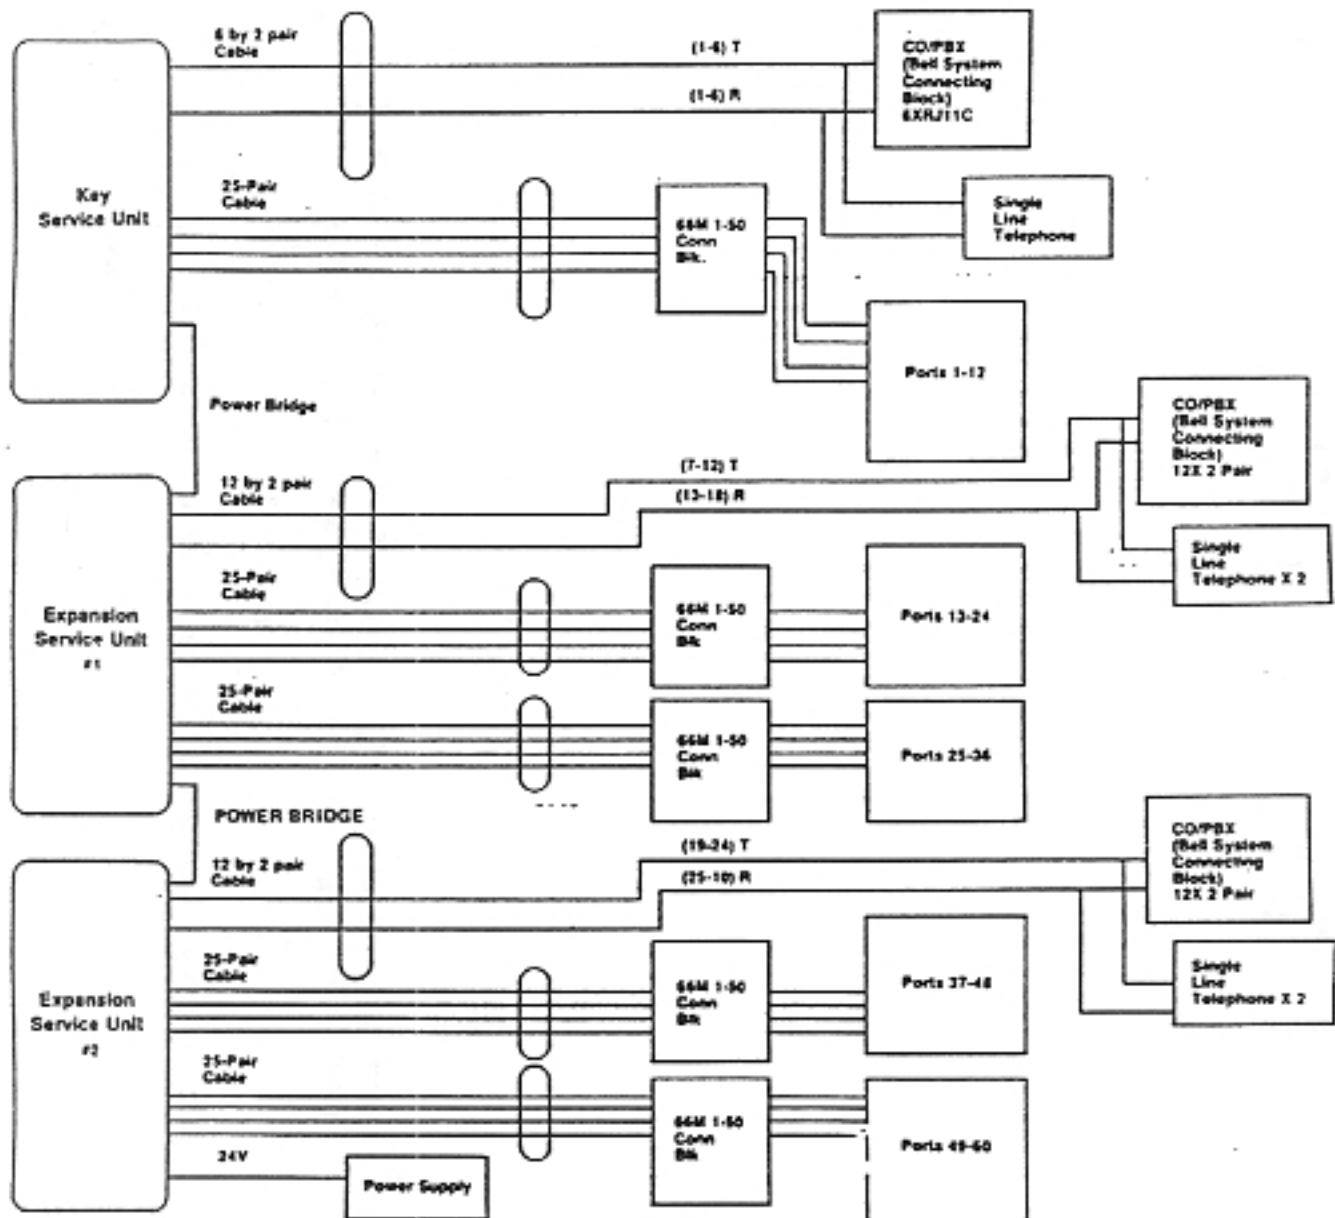 6 by 2 pair
Cable
(1-6) T
(1-6) R
CO/PBX
(Bell System
Connecting
Block)
6XRJ11C
Key
Service Unit
25-Pair
Cable
66M 1-50
Conn
Blk.
Single
Line
Telephone
Ports 1-12
Power Bridge
CO/PBX
(Bell System
Connecting
Block)
12X 2 Pair
12 by 2 pair
Cable
(7-12) T
(13-18) R
Single
Line
Telephone X 2
Expansion
Service Unit
#1
25-Pair
Cable
66M 1-50
Conn
Blk
Ports 13-24
25-Pair
Cable
66M 1-50
Conn
Blk
Ports 25-36
POWER BRIDGE
CO/PBX
(Bell System
Connecting
Block)
12X 2 Pair
12 by 2 pair
Cable
(19-24) T
(25-10) R
Single
Line
Telephone X 2
Expansion
Service Unit
#2
25-Pair
Cable
66M 1-50
Conn
Blk
Ports 37-48
25-Pair
Cable
66M 1-50
Conn
Blk
Ports 49-60
24V
Power Supply